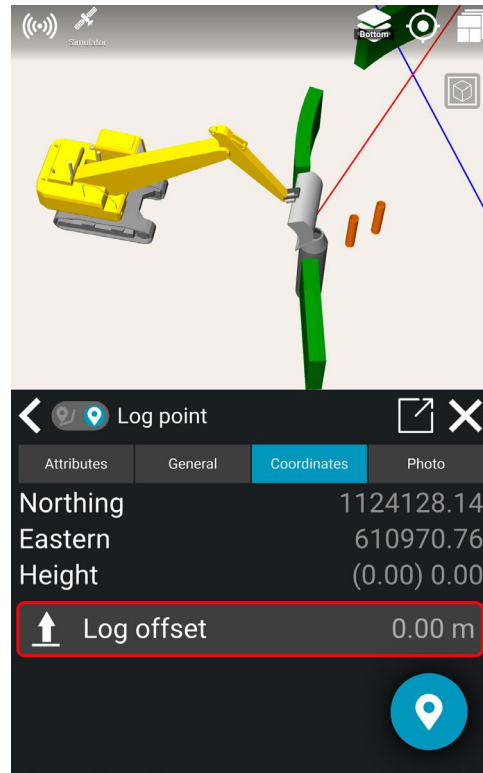 Simulator
Bottom
Log point
Attributes General Coordinates Photo
Northing 1124128.14
Eastern 610970.76
Height (0.00) 0.00
Log offset 0.00 m